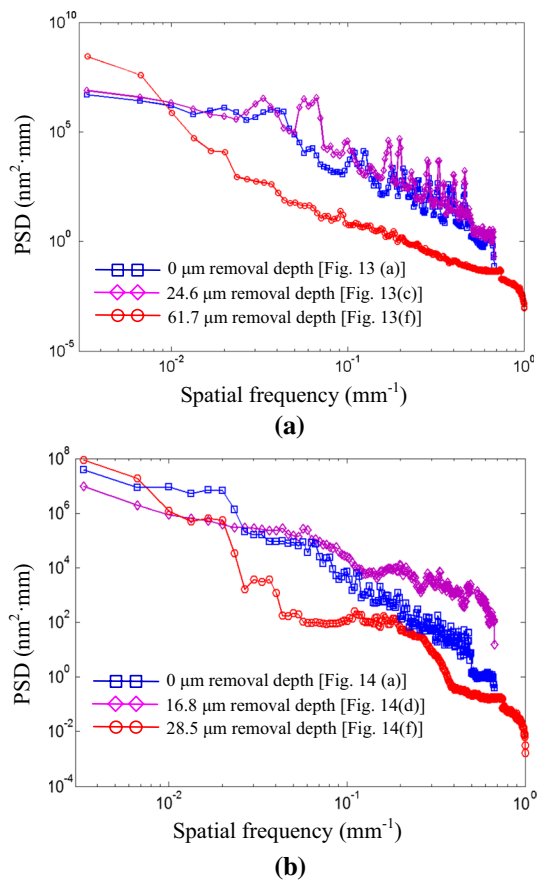 10^10
10^5
10^0
10^-5
PSD (nm²·mm)
0 μm removal depth [Fig. 13 (a)]
24.6 μm removal depth [Fig. 13(c)]
61.7 μm removal depth [Fig. 13(f)]
10^-2
10^-1
10^0
Spatial frequency (mm⁻¹)
(a)
10^8
10^6
10^4
10^2
10^0
10^-2
10^-4
PSD (nm²·mm)
0 μm removal depth [Fig. 14 (a)]
16.8 μm removal depth [Fig. 14(d)]
28.5 μm removal depth [Fig. 14(f)]
10^-2
10^-1
10^0
Spatial frequency (mm⁻¹)
(b)